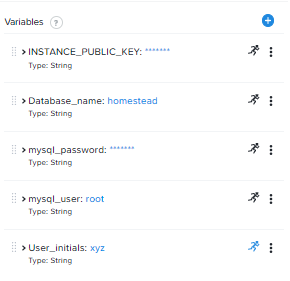 Variables ?
INSTANCE_PUBLIC_KEY: *******
Type: String
Database_name: homestead
Type: String
mysql_password: *******
Type: String
mysql_user: root
Type: String
User_initials: xyz
Type: String